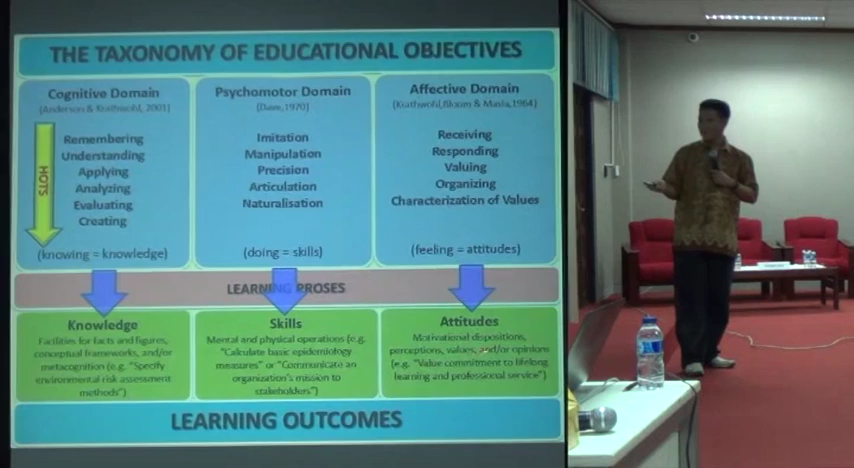 THE TAXONOMY OF EDUCATIONAL OBJECTIVES
Cognitive Domain
(Anderson & Krathwohl, 2001)
HOTS
Remembering
Understanding
Applying
Analyzing
Evaluating
Creating
(knowing = knowledge)
Psychomotor Domain
(Dave,1970)
Imitation
Manipulation
Precision
Articulation
Naturalisation
(doing = skills)
Affective Domain
(Krathwohl,Bloom & Masia,1964)
Receiving
Responding
Valuing
Organizing
Characterization of Values
(feeling = attitudes)
LEARNING PROSES
Knowledge
Facilities for facts and figures,
conceptual frameworks, and/or
metacognition (e.g. "Specify
environmental risk assessment
methods")
Skills
Mental and physical operations (e.g.
"Calculate basic epidemiology
measures" or "Communicate an
organization's mission to
stakeholders")
Attitudes
Motivational dispositions,
perceptions, values, and/or opinions
(e.g. "Value commitment to lifelong
learning and professional service")
LEARNING OUTCOMES